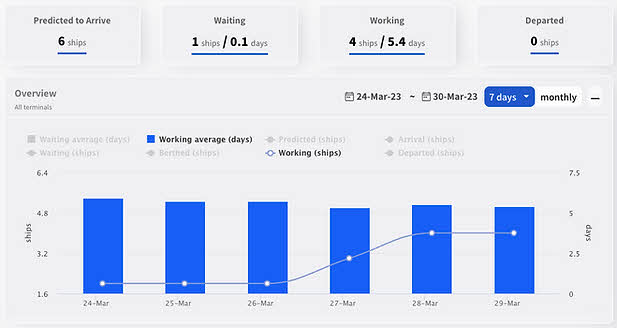 Predicted to Arrive
6 ships
Waiting
1 ships / 0.1 days
Working
4 ships / 5.4 days
Departed
0 ships
Overview
All terminals
24-Mar-23 ~ 30-Mar-23 7 days monthly
Waiting average (days) Working average (days) Predicted (ships) Arrival (ships)
Waiting (ships) Berthed (ships) Working (ships) Departed (ships)
6.4 7.5
4.8 5
ships days
3.2 2.5
1.6 0
24-Mar 25-Mar 26-Mar 27-Mar 28-Mar 29-Mar